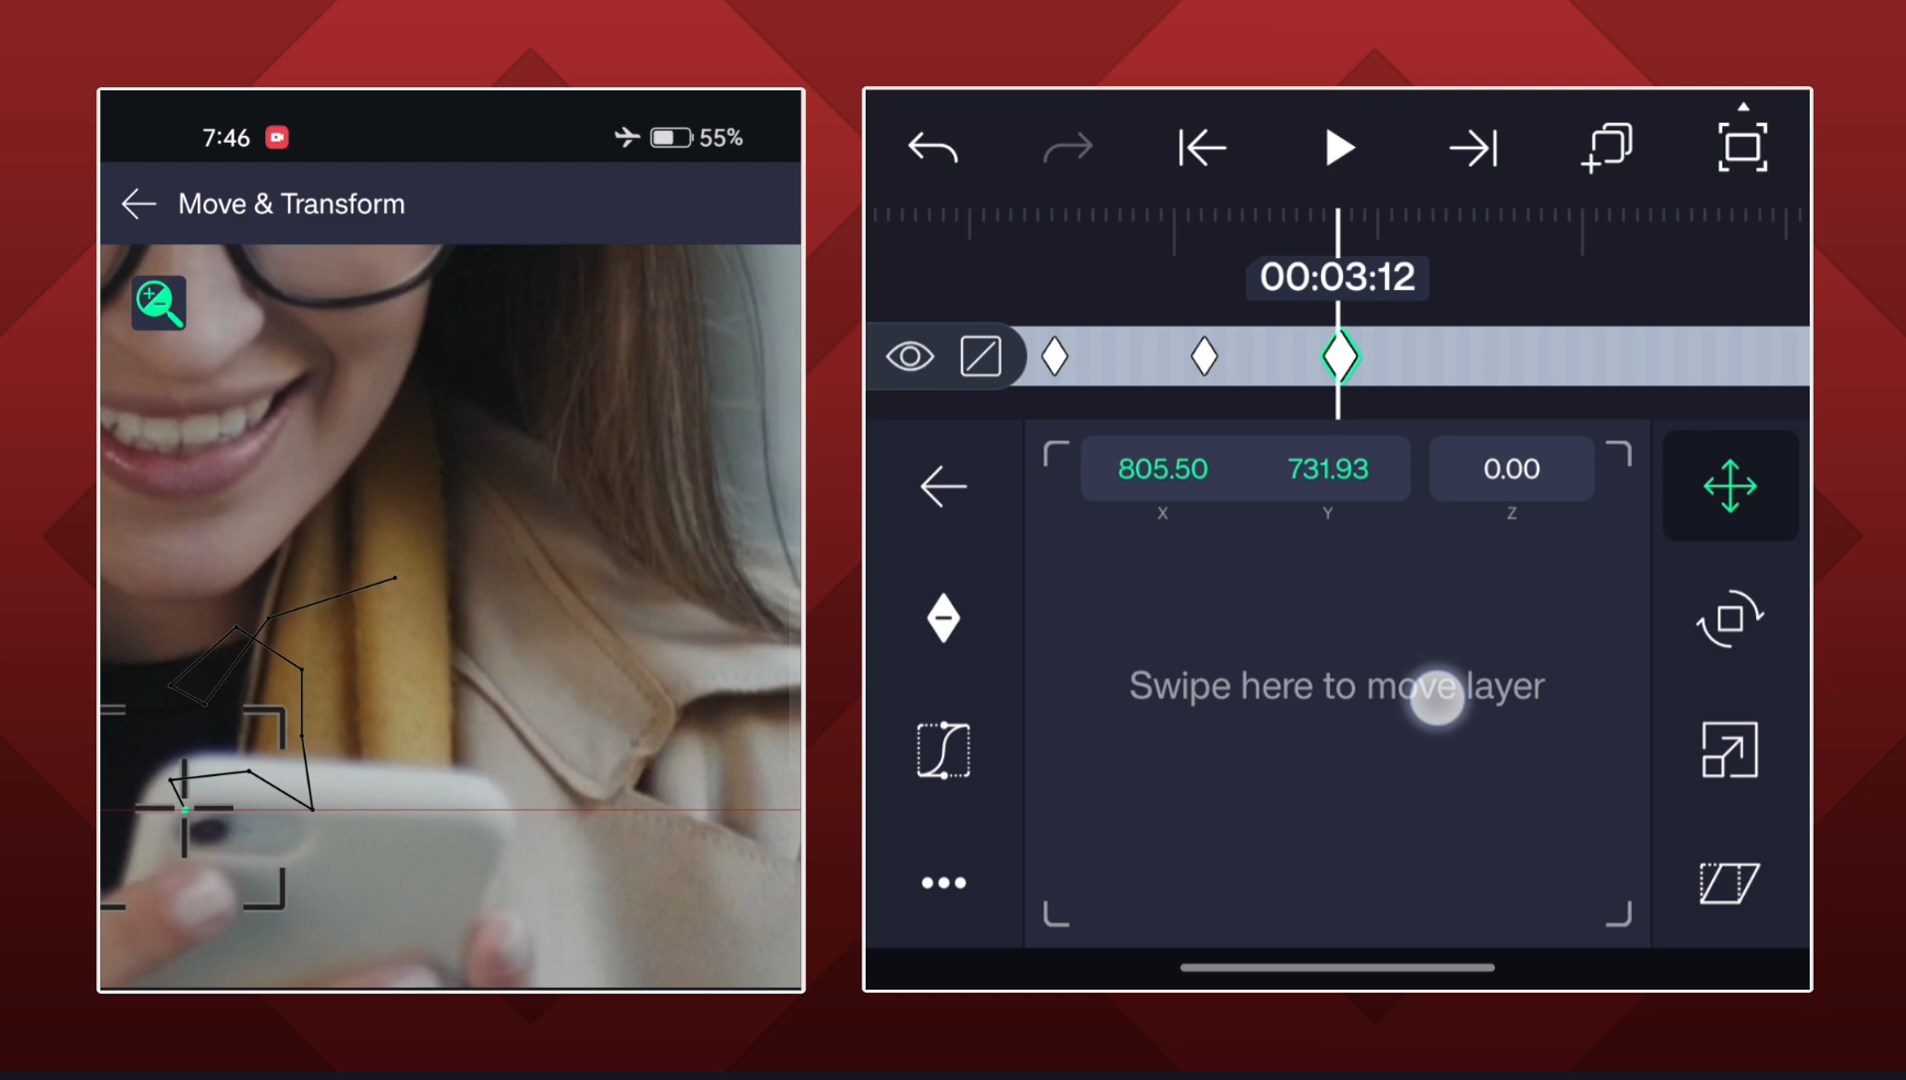 7:46
55%
Move & Transform
00:03:12
805.50
731.93
0.00
X
Y
Z
Swipe here to move layer